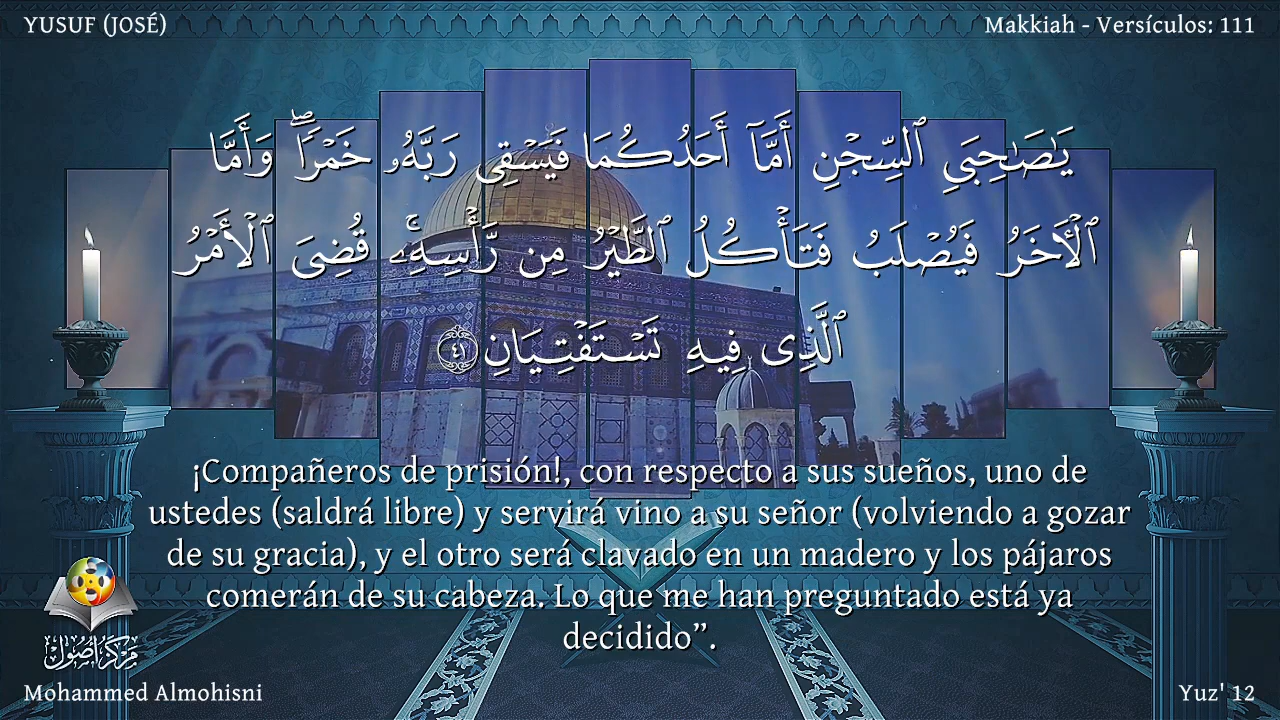 YUSUF (JOSÉ)
Makkiah - Versículos: 111
يَٰصَٰحِبَىِ ٱلسِّجْنِ أَمَّآ أَحَدُكُمَا فَيَسْقِى رَبَّهُۥ خَمْرًۭا ۖ وَأَمَّا
ٱلْءَاخَرُ فَيُصْلَبُ فَتَأْكُلُ ٱلطَّيْرُ مِن رَّأْسِهِۦ ۚ قُضِىَ ٱلْأَمْرُ
ٱلَّذِى فِيهِ تَسْتَفْتِيَانِ ٤١
¡Compañeros de prisión!, con respecto a sus sueños, uno de
ustedes (saldrá libre) y servirá vino a su señor (volviendo a gozar
de su gracia), y el otro será clavado en un madero y los pájaros
comerán de su cabeza. Lo que me han preguntado está ya
decidido”.
مركز أصول
Mohammed Almohisni
Yuz' 12